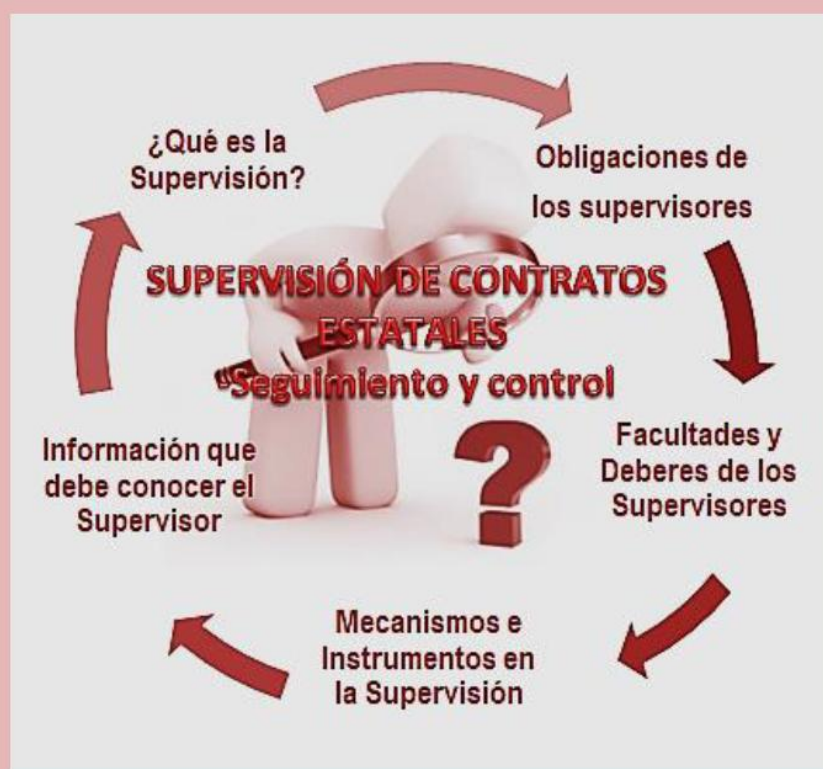 ¿Qué es la
Supervisión?
Obligaciones de
los supervisores
SUPERVISIÓN DE CONTRATOS
ESTATALES
“Seguimiento y control
Facultades y
Deberes de los
Supervisores
Mecanismos e
Instrumentos en
la Supervisión
Información que
debe conocer el
Supervisor
?